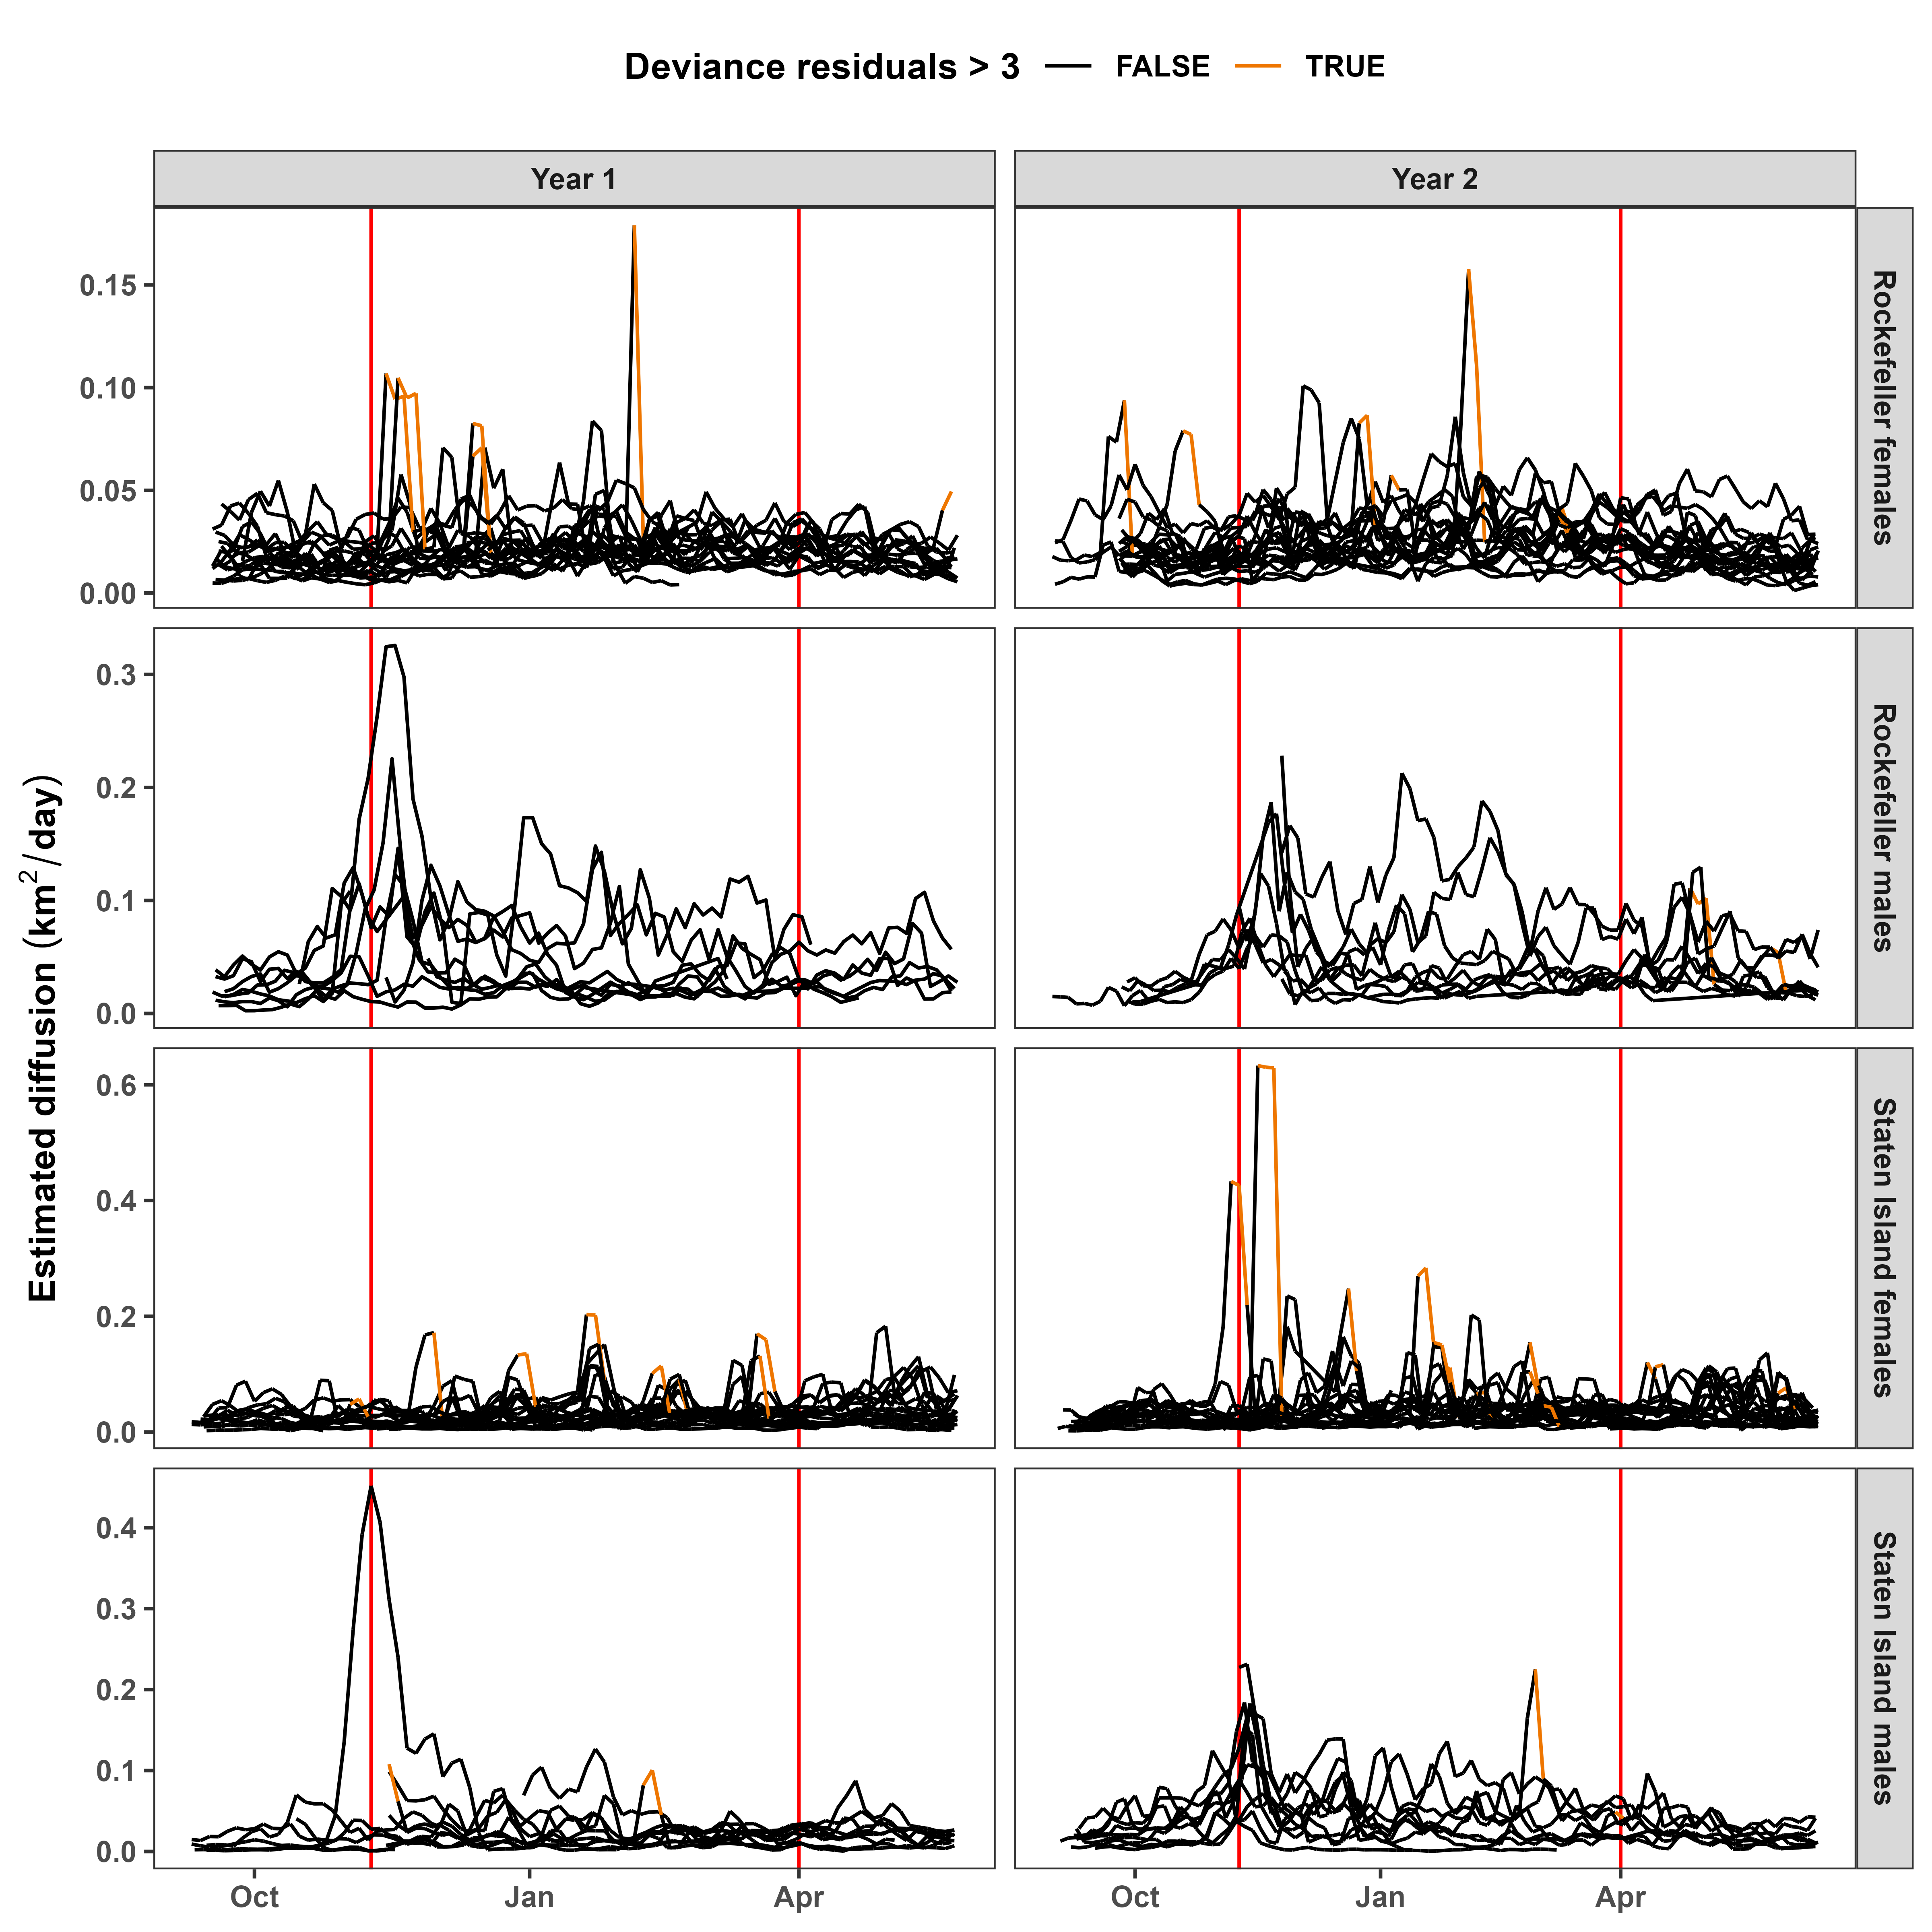 Deviance residuals > 3 FALSE TRUE
Year 1 Year 2
Estimated diffusion (km²/day)
0.15
0.10
0.05
0.00
Rockefeller females
0.3
0.2
0.1
0.0
Rockefeller males
0.6
0.4
0.2
0.0
Staten Island females
0.4
0.3
0.2
0.1
0.0
Staten Island males
Oct Jan Apr Oct Jan Apr